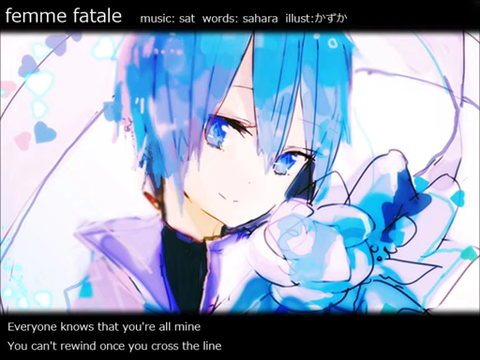 femme fatale music: sat words: sahara illust:かずか
Everyone knows that you're all mine
You can't rewind once you cross the line